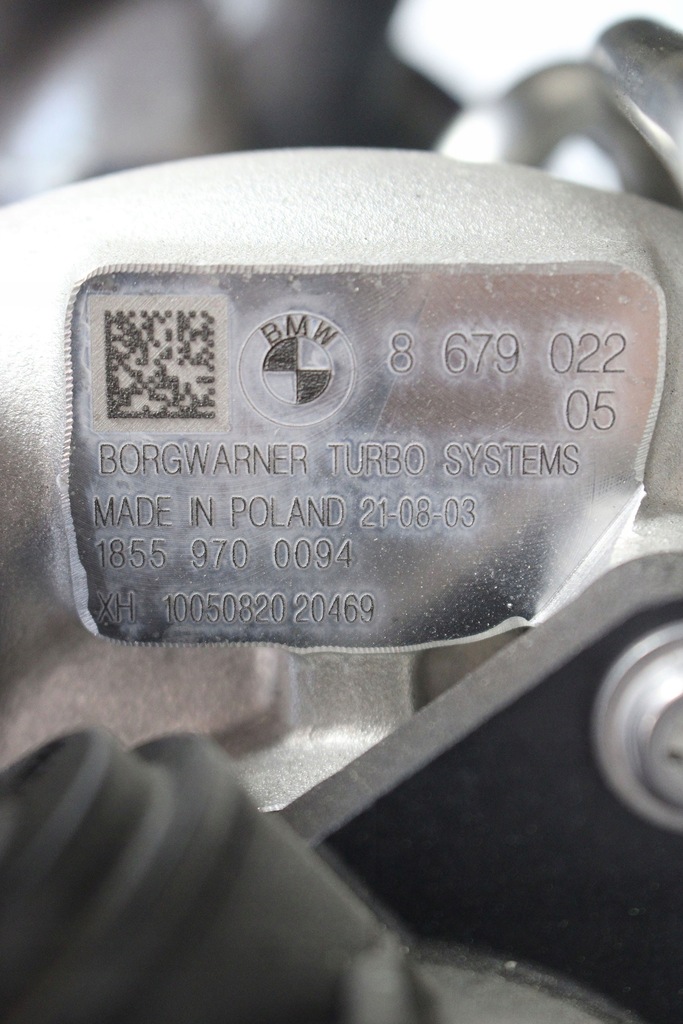 BMW
8 679 022
05
BORGWARNER TURBO SYSTEMS
MADE IN POLAND 21-08-03
1855 970 0094
XH 10050820 20469